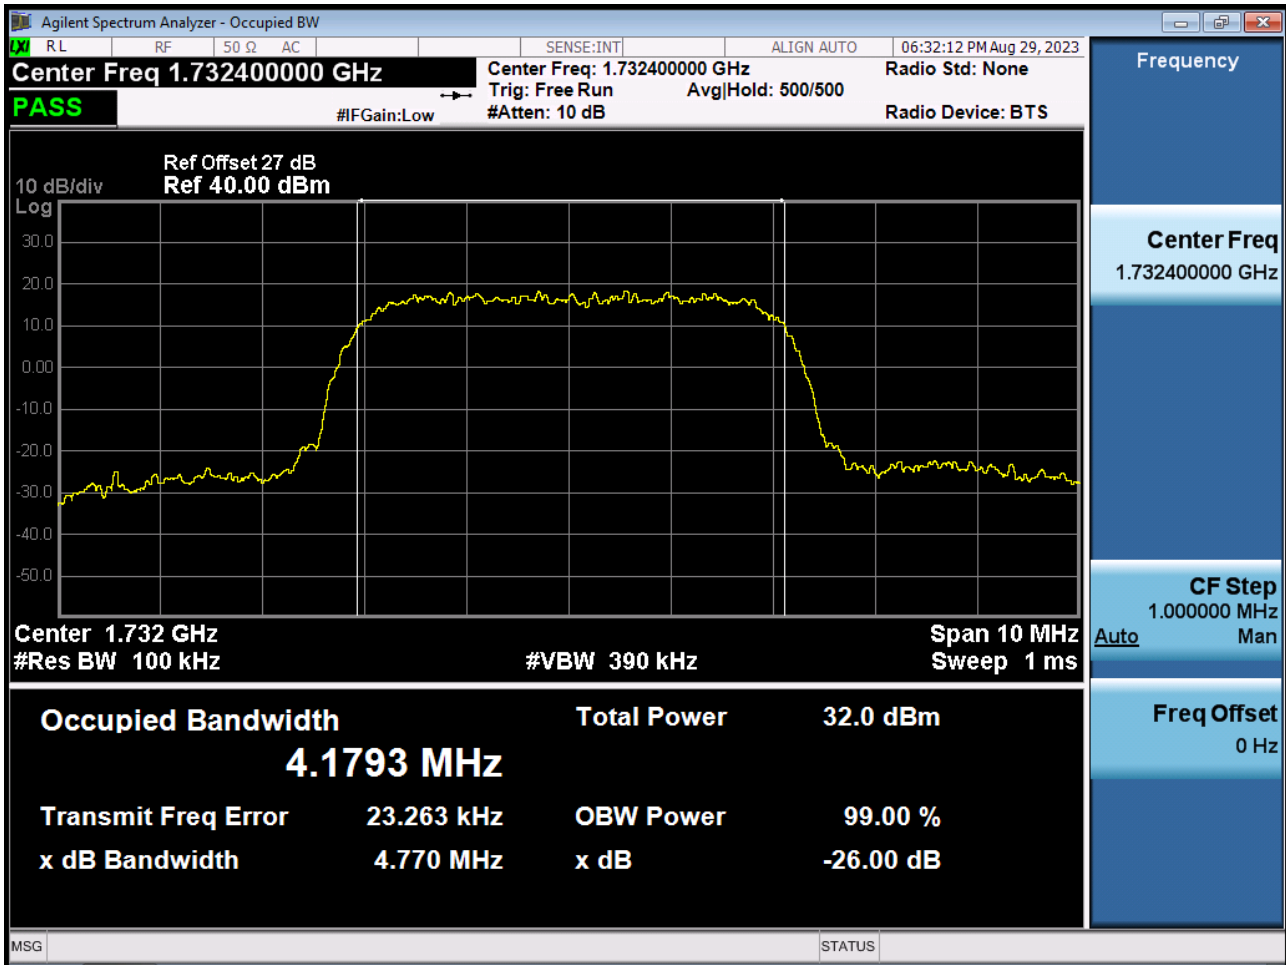 Agilent Spectrum Analyzer - Occupied BW
LXI RL RF 50 Ω AC SENSE:INT ALIGN AUTO 06:32:12 PM Aug 29, 2023
Center Freq 1.732400000 GHz
Center Freq: 1.732400000 GHz
Radio Std: None
Trig: Free Run Avg|Hold: 500/500
PASS
#IFGain:Low
#Atten: 10 dB
Radio Device: BTS
Ref Offset 27 dB
10 dB/div Ref 40.00 dBm
Log
30.0
20.0
10.0
0.00
-10.0
-20.0
-30.0
-40.0
-50.0
Center 1.732 GHz Span 10 MHz
#Res BW 100 kHz #VBW 390 kHz Sweep 1 ms
Occupied Bandwidth Total Power 32.0 dBm
4.1793 MHz
Transmit Freq Error 23.263 kHz OBW Power 99.00 %
x dB Bandwidth 4.770 MHz x dB -26.00 dB
MSG STATUS
Frequency
Center Freq
1.732400000 GHz
CF Step
1.000000 MHz
Auto Man
Freq Offset
0 Hz